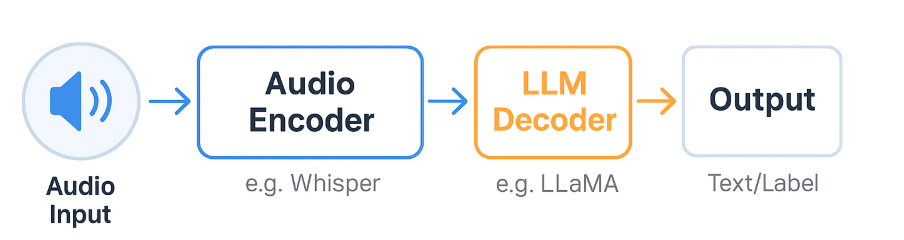 Audio
Input
Audio
Encoder
e.g. Whisper
LLM
Decoder
e.g. LLaMA
Output
Text/Label